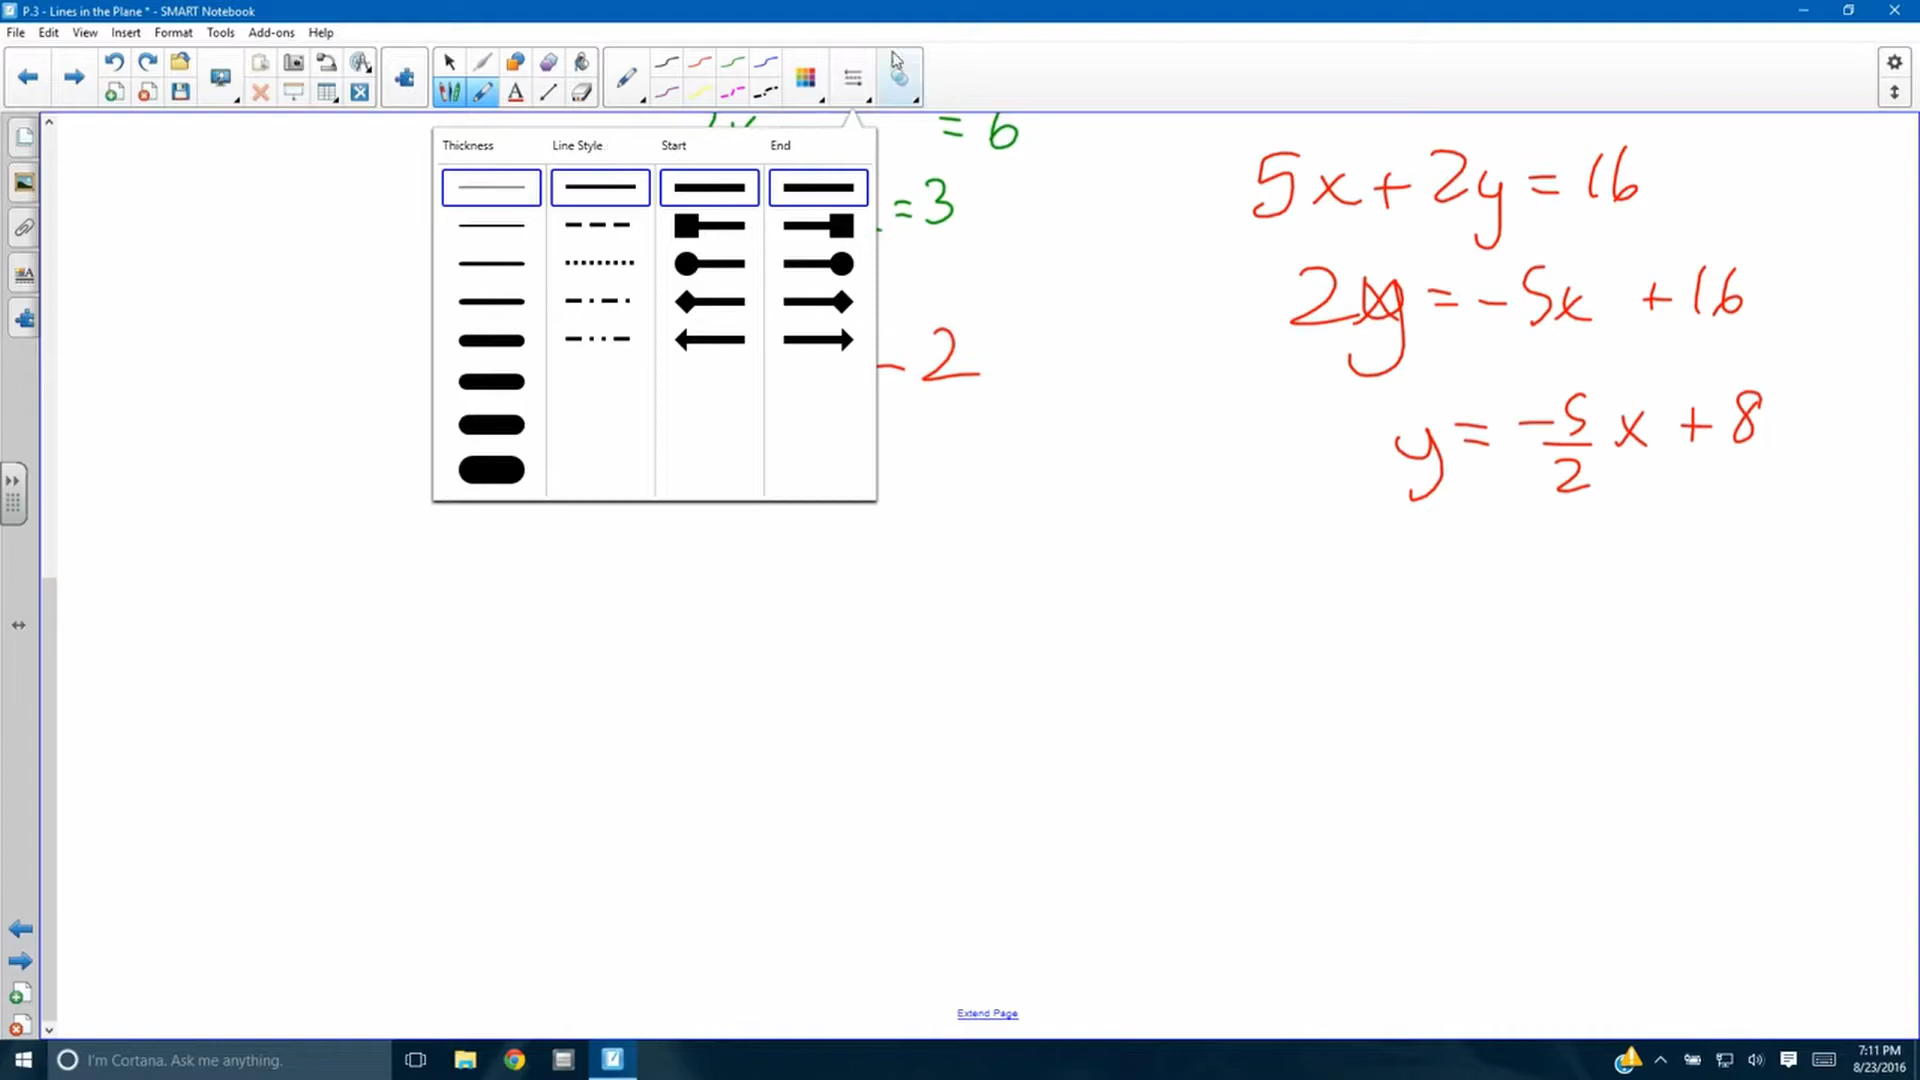 P.3 - Lines in the Plane * - SMART Notebook
File Edit View Insert Format Tools Add-ons Help
Thickness Line Style Start End
= 6
= 3
- 2
5x + 2y = 16
2y = -5x + 16
y = -5/2 x + 8
Extend Page
I'm Cortana. Ask me anything.
7:11 PM
8/23/2016